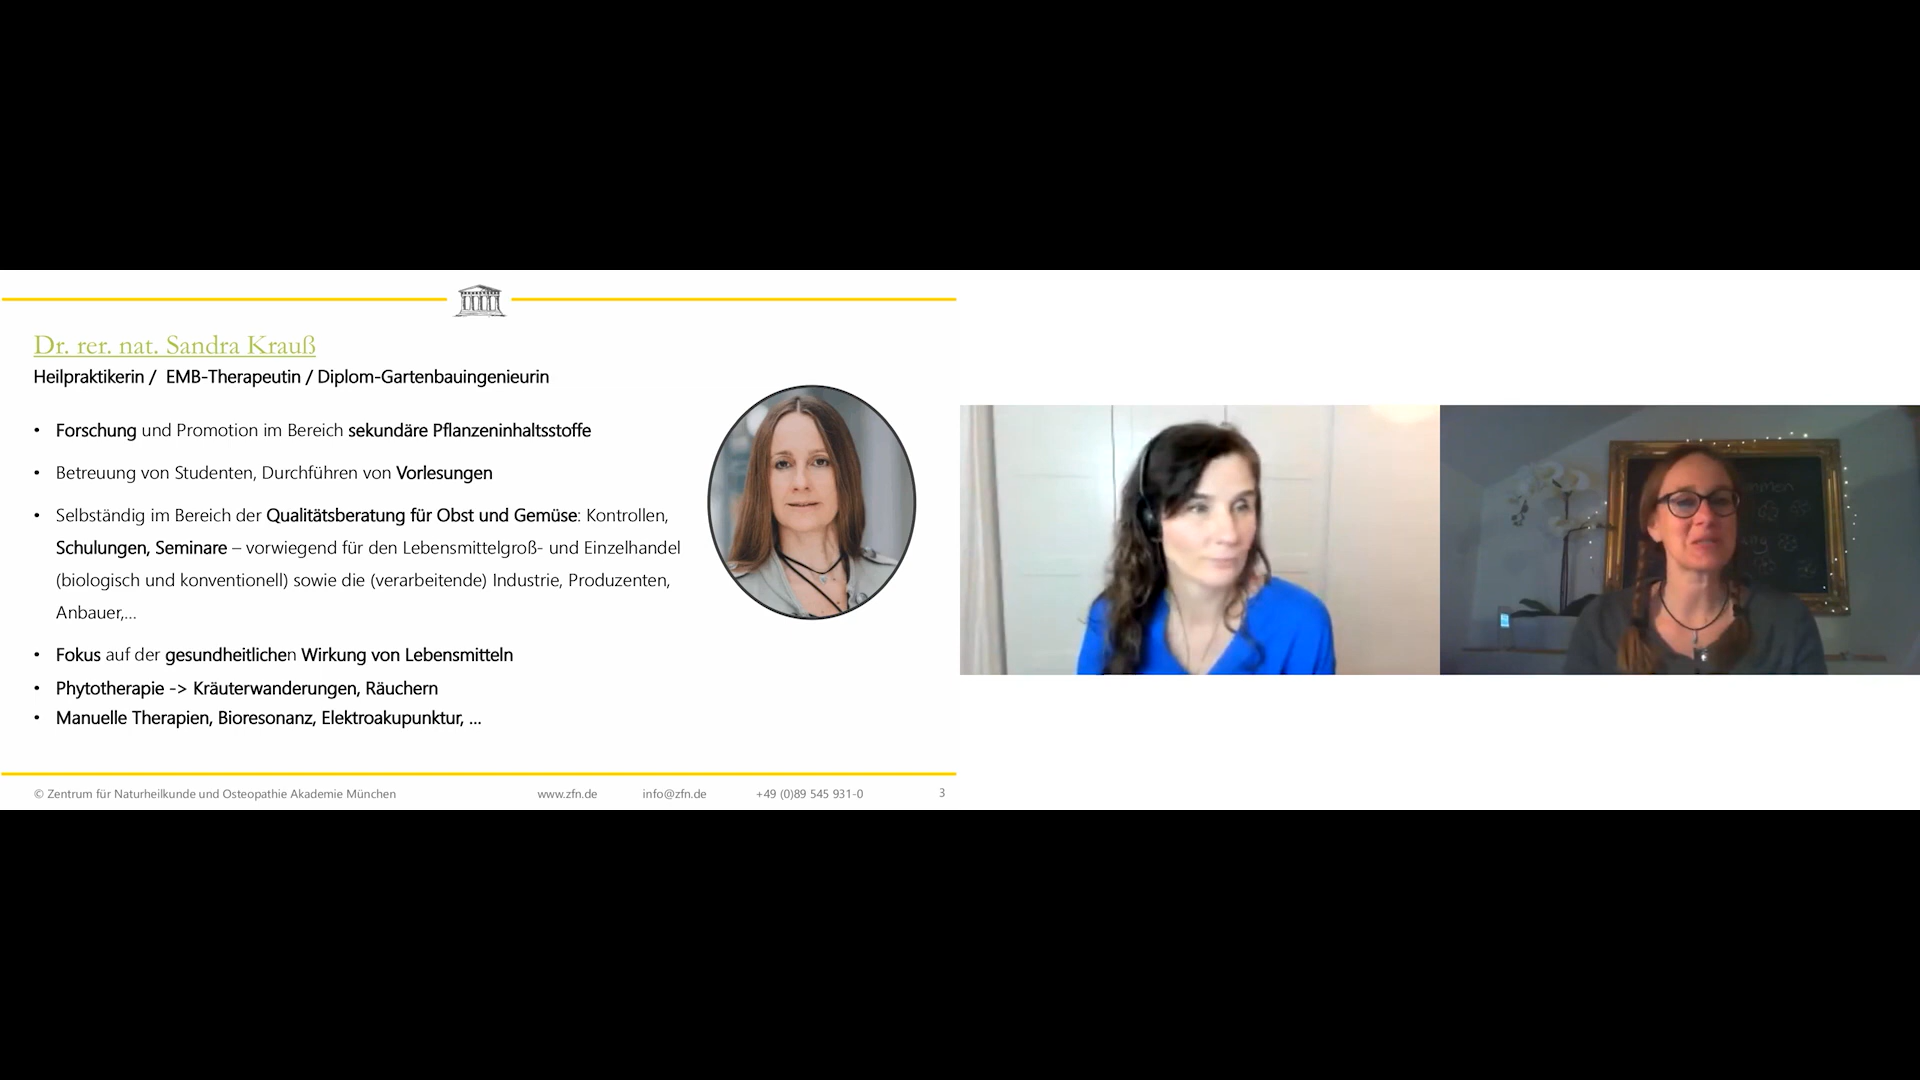 Dr. rer. nat. Sandra Krauß
Heilpraktikerin / EMB-Therapeutin / Diplom-Gartenbauingenieurin
• Forschung und Promotion im Bereich sekundäre Pflanzeninhaltsstoffe
• Betreuung von Studenten, Durchführen von Vorlesungen
• Selbständig im Bereich der Qualitätsberatung für Obst und Gemüse: Kontrollen,
Schulungen, Seminare – vorwiegend für den Lebensmittelgroß- und Einzelhandel
(biologisch und konventionell) sowie die (verarbeitende) Industrie, Produzenten,
Anbauer,...
• Fokus auf der gesundheitlichen Wirkung von Lebensmitteln
• Phytotherapie -> Kräuterwanderungen, Räuchern
• Manuelle Therapien, Bioresonanz, Elektroakupunktur, ...
© Zentrum für Naturheilkunde und Osteopathie Akademie München www.zfn.de info@zfn.de +49 (0)89 545 931-0 3